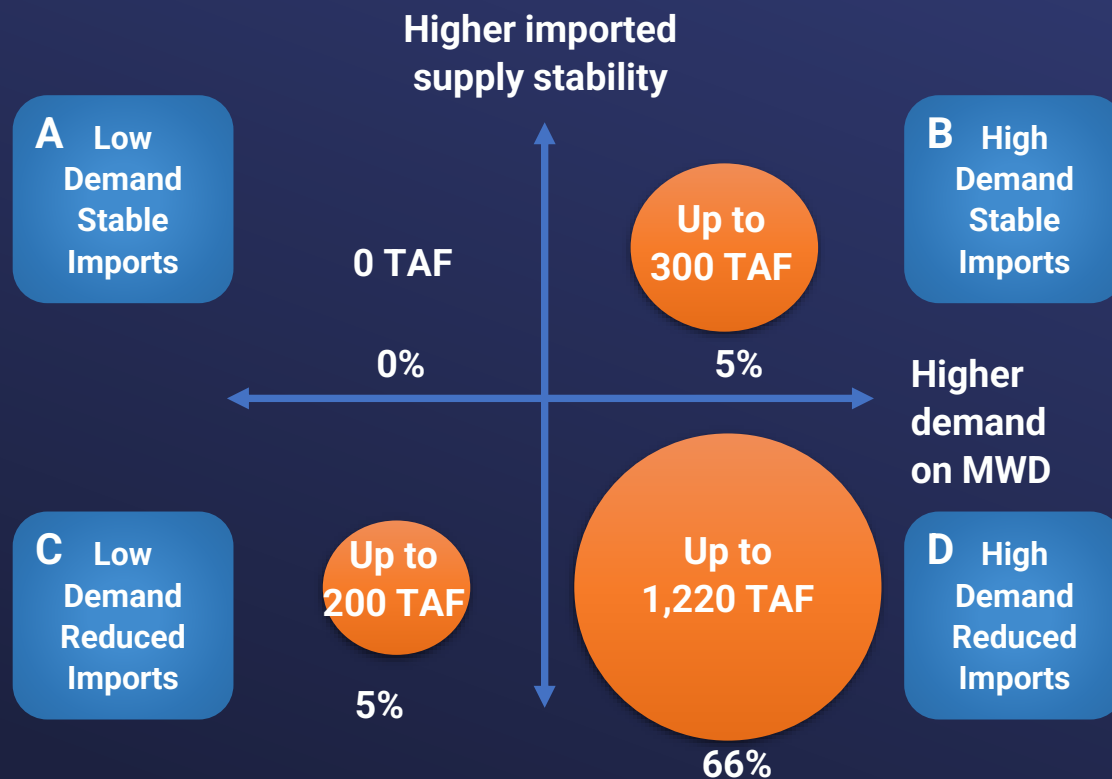 Higher imported
supply stability
A
Low
Demand
Stable
Imports
0 TAF
0%
Up to
300 TAF
5%
B
High
Demand
Stable
Imports
Higher
demand
on MWD
C
Low
Demand
Reduced
Imports
Up to
200 TAF
5%
Up to
1,220 TAF
66%
D
High
Demand
Reduced
Imports